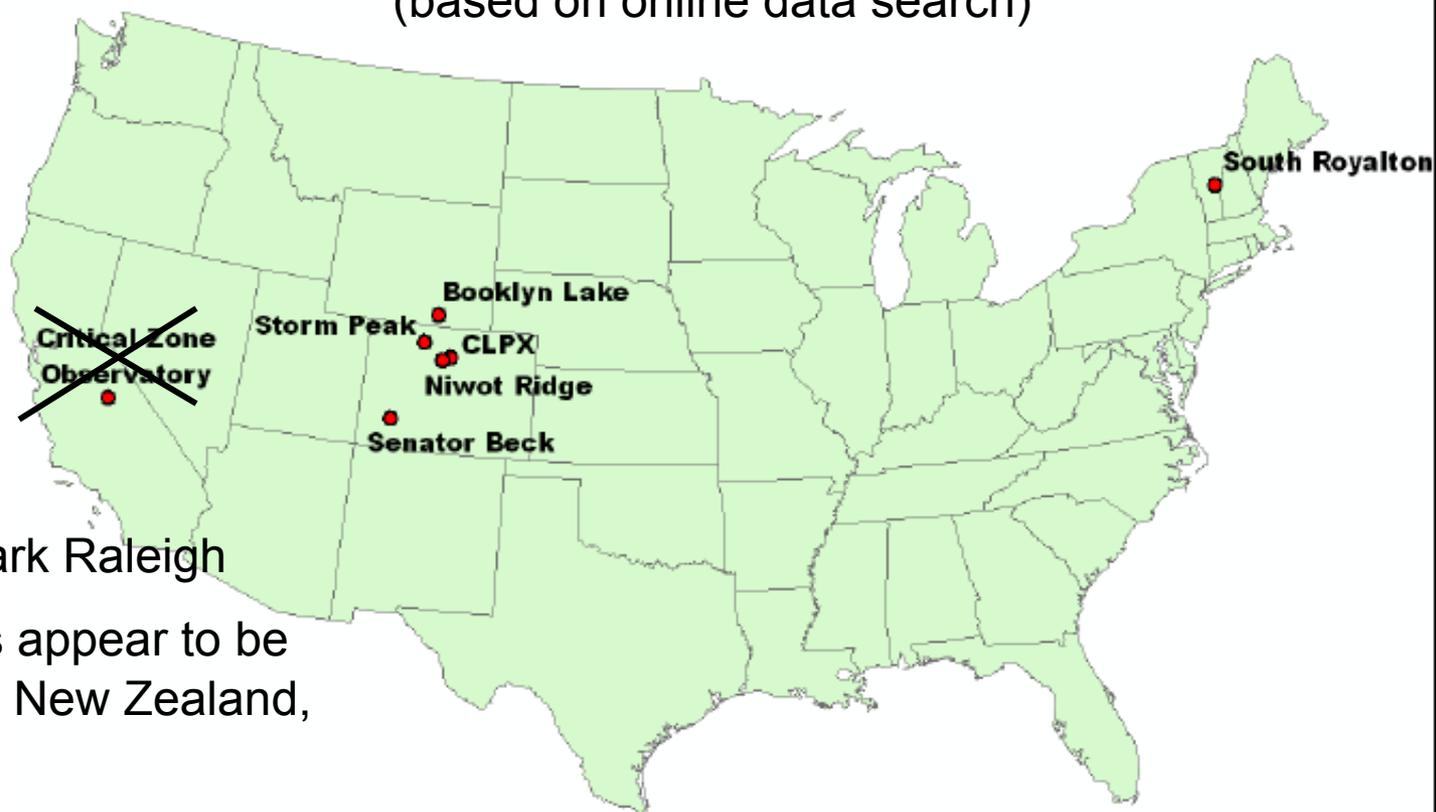 (based on online data search)
South Royalton
Booklyn Lake
Storm Peak
CLPX
Critical Zone
Observatory
Niwot Ridge
Senator Beck
ark Raleigh
s appear to be
New Zealand,